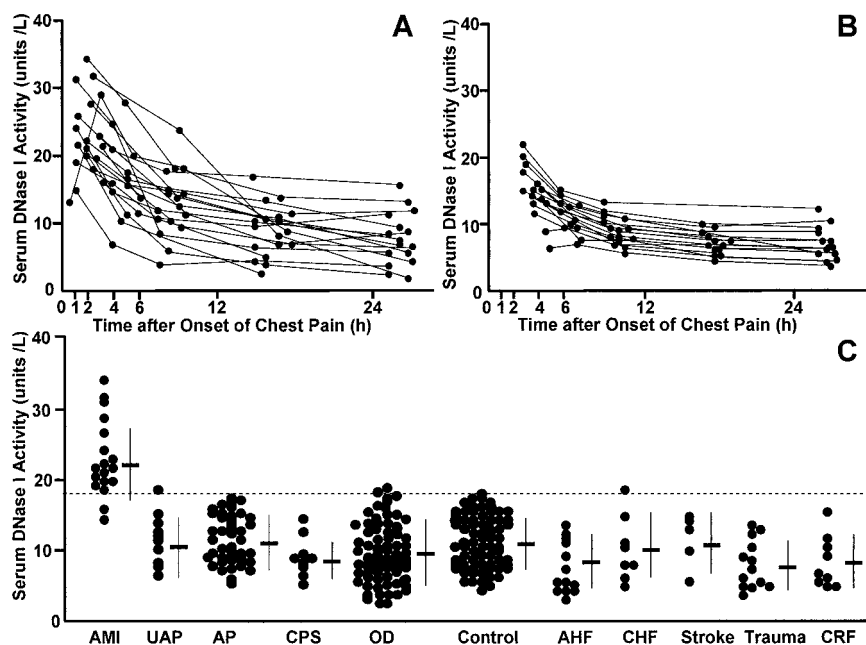 A
Serum DNase I Activity (units /L)
40
30
20
10
0
0 1 2 4 6 12 24
Time after Onset of Chest Pain (h)
B
Serum DNase I Activity (units /L)
40
30
20
10
0
0 1 2 4 6 12 24
Time after Onset of Chest Pain (h)
C
Serum DNase I Activity (units /L)
40
30
20
10
0
AMI UAP AP CPS OD Control AHF CHF Stroke Trauma CRF